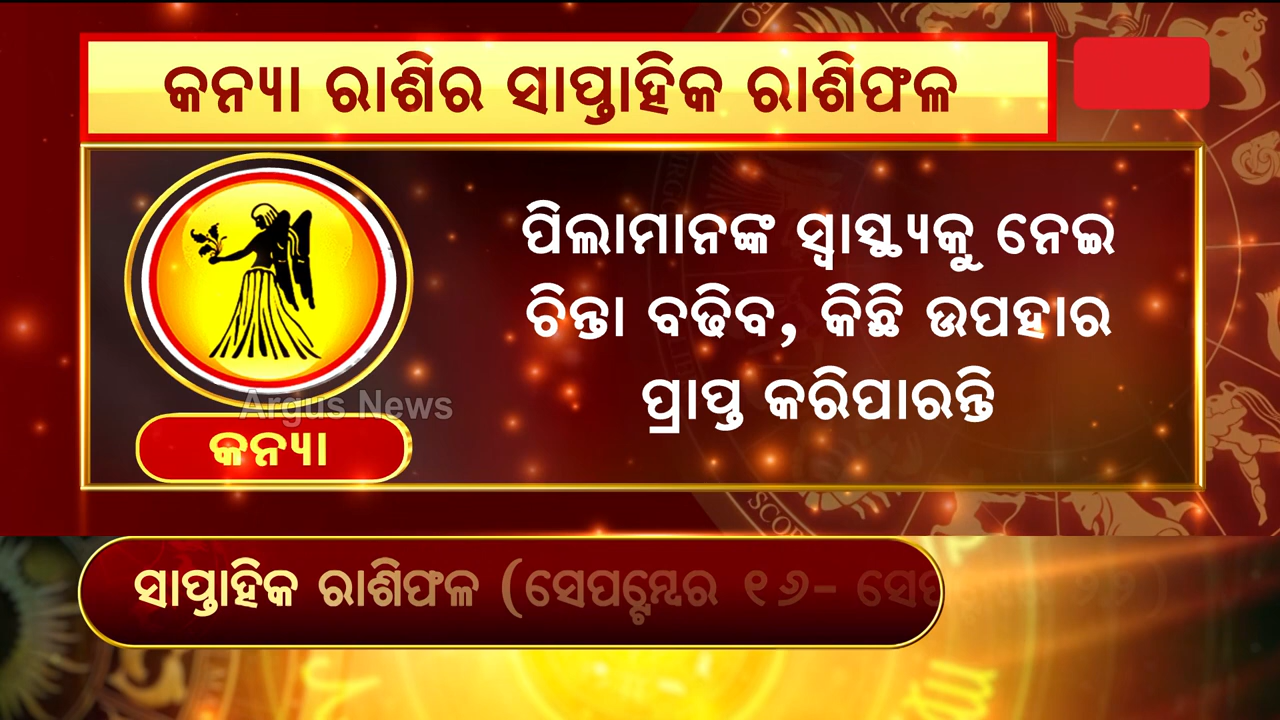 କନ୍ୟା ରାଶିର ସାପ୍ତାହିକ ରାଶିଫଳ
ପିଲାମାନଙ୍କ ସ୍ୱାସ୍ଥ୍ୟକୁ ନେଇ
ଚିନ୍ତା ବଢିବ, କିଛି ଉପହାର
ପ୍ରାପ୍ତ କରିପାରନ୍ତି
Argus News
କନ୍ୟା
ସାପ୍ତାହିକ ରାଶିଫଳ (ସେପ୍ଟେମ୍ବର ୧୬-